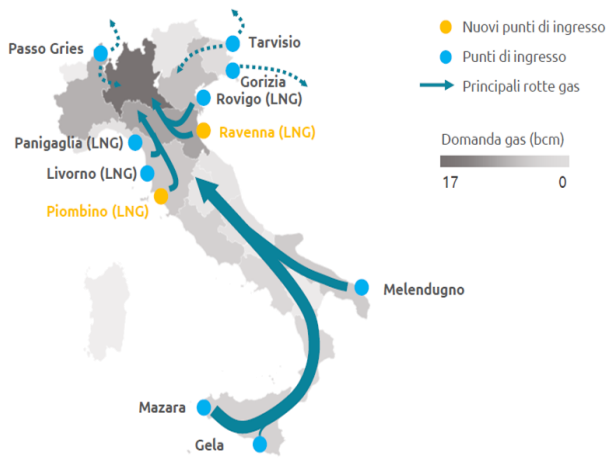 Passo Gries
Tarvisio
Gorizia
Rovigo (LNG)
Ravenna (LNG)
Panigaglia (LNG)
Livorno (LNG)
Piombino (LNG)
Melendugno
Mazara
Gela
Nuovi punti di ingresso
Punti di ingresso
Principali rotte gas
Domanda gas (bcm)
17 0